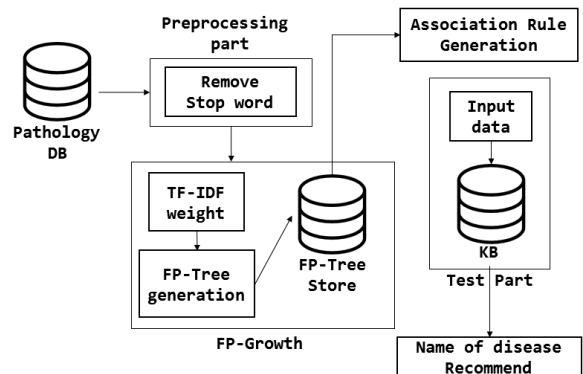 Preprocessing
part
Association Rule
Generation
Remove
Stop word
Pathology
DB
Input
data
TF-IDF
weight
KB
FP-Tree
generation
FP-Tree
Store
Test Part
FP-Growth
Name of disease
Recommend